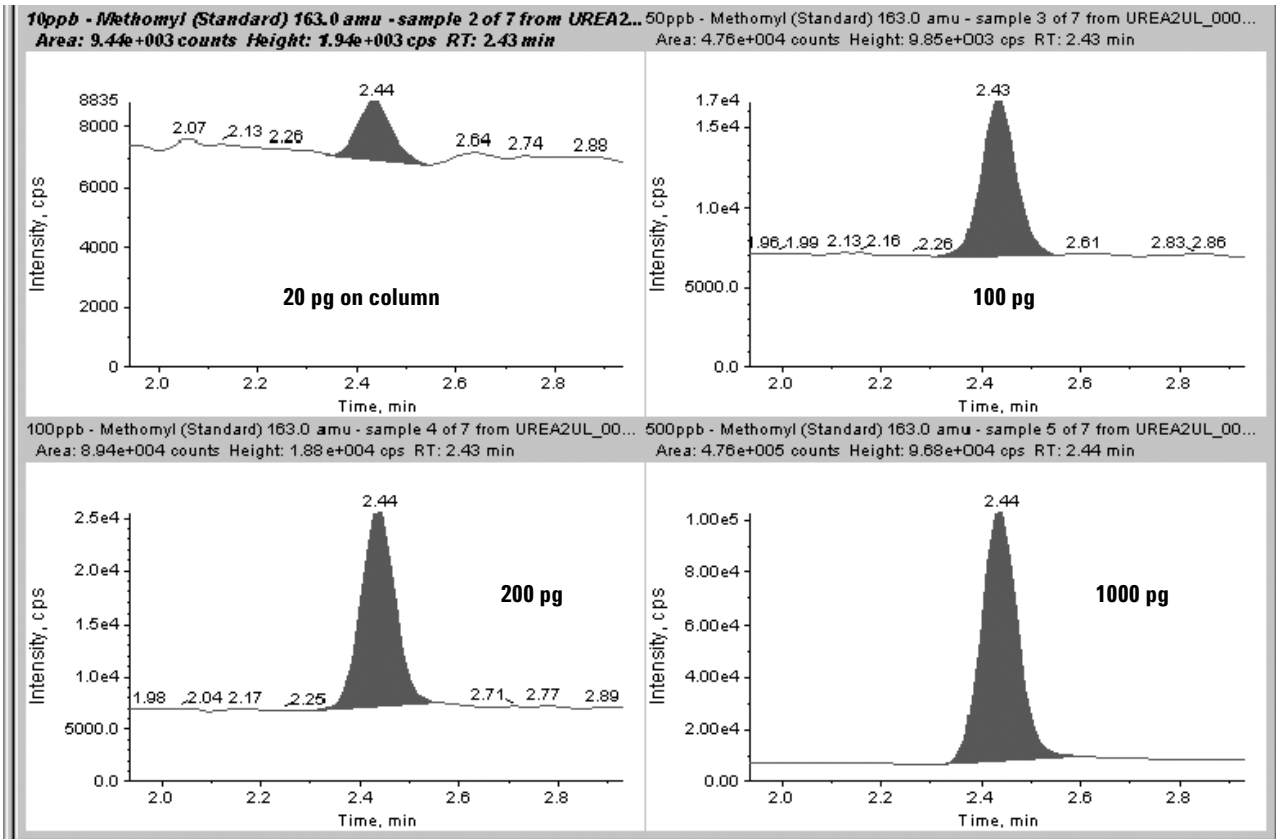 10ppb - Methomyl (Standard) 163.0 amu - sample 2 of 7 from UREA2...
Area: 9.44e+003 counts Height: 1.94e+003 cps RT: 2.43 min
2.44
8835
8000
2.07
2.13
2.26
2.64
2.74
2.88
6000
4000
2000
0
Intensity, cps
20 pg on column
2.0
2.2
2.4
2.6
2.8
Time, min
50ppb - Methomyl (Standard) 163.0 amu - sample 3 of 7 from UREA2UL_000...
Area: 4.76e+004 counts Height: 9.85e+003 cps RT: 2.43 min
2.43
1.7e4
1.5e4
1.0e4
1.96
1.99
2.13
2.16
2.26
2.61
2.83
2.86
5000.0
0.0
Intensity, cps
100 pg
2.0
2.2
2.4
2.6
2.8
Time, min
100ppb - Methomyl (Standard) 163.0 amu - sample 4 of 7 from UREA2UL_00...
Area: 8.94e+004 counts Height: 1.88e+004 cps RT: 2.43 min
2.44
2.5e4
2.0e4
1.5e4
1.0e4
1.98
2.04
2.17
2.25
2.71
2.77
2.89
5000.0
0.0
Intensity, cps
200 pg
2.0
2.2
2.4
2.6
2.8
Time, min
500ppb - Methomyl (Standard) 163.0 amu - sample 5 of 7 from UREA2UL_00...
Area: 4.76e+005 counts Height: 9.68e+004 cps RT: 2.44 min
2.44
1.00e5
8.00e4
6.00e4
4.00e4
2.00e4
0.00
Intensity, cps
1000 pg
2.0
2.2
2.4
2.6
2.8
Time, min